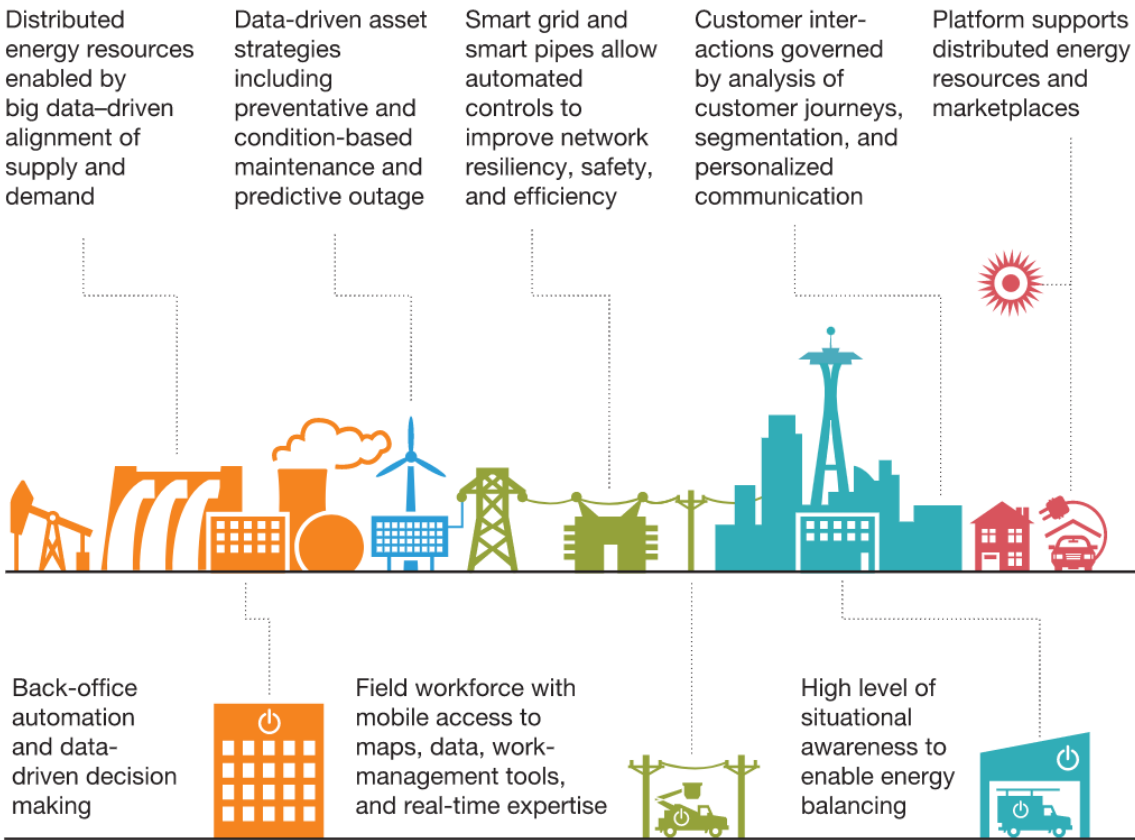 Distributed
energy resources
enabled by
big data–driven
alignment of
supply and
demand
Data-driven asset
strategies
including
preventative and
condition-based
maintenance and
predictive outage
Smart grid and
smart pipes allow
automated
controls to
improve network
resiliency, safety,
and efficiency
Customer inter-
actions governed
by analysis of
customer journeys,
segmentation, and
personalized
communication
Platform supports
distributed energy
resources and
marketplaces
Back-office
automation
and data-
driven decision
making
Field workforce with
mobile access to
maps, data, work-
management tools,
and real-time expertise
High level of
situational
awareness to
enable energy
balancing